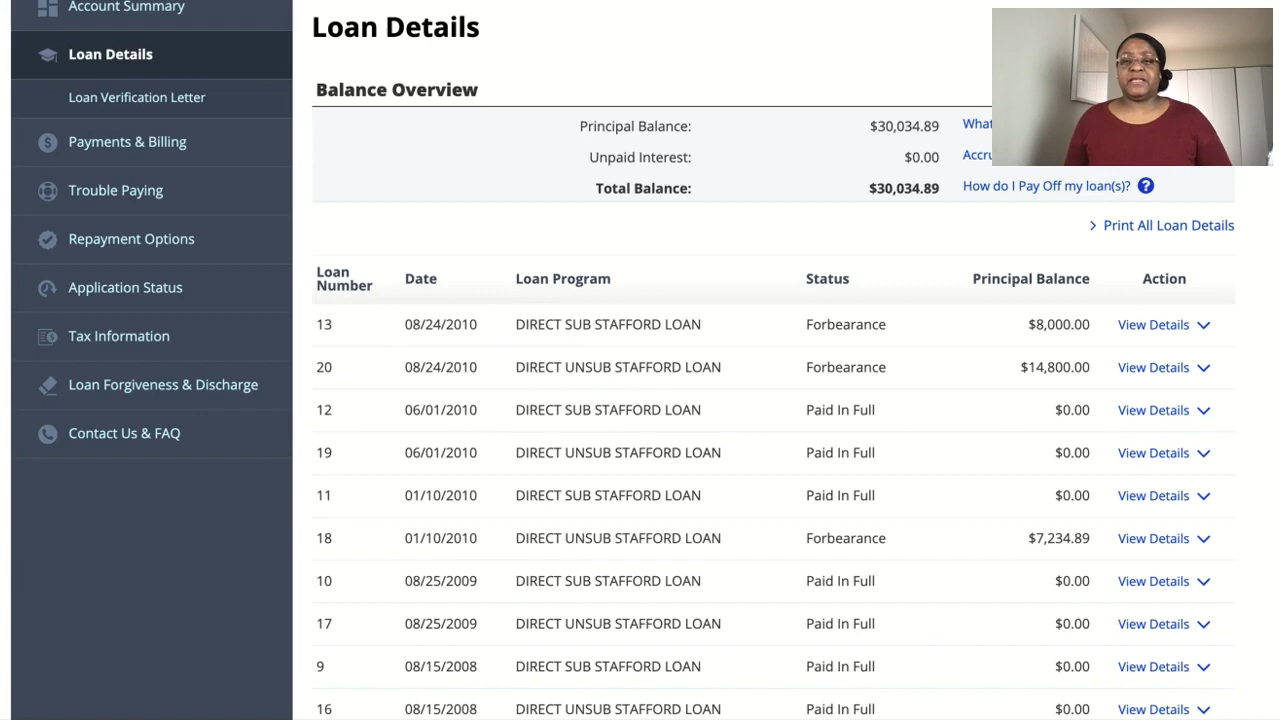 Account Summary
Loan Details
Loan Verification Letter
Payments & Billing
Trouble Paying
Repayment Options
Application Status
Tax Information
Loan Forgiveness & Discharge
Contact Us & FAQ
Loan Details
Balance Overview
Principal Balance: $30,034.89 What
Unpaid Interest: $0.00 Accru
Total Balance: $30,034.89 How do I Pay Off my loan(s)? ?
> Print All Loan Details
Loan Number Date Loan Program Status Principal Balance Action
13 08/24/2010 DIRECT SUB STAFFORD LOAN Forbearance $8,000.00 View Details
20 08/24/2010 DIRECT UNSUB STAFFORD LOAN Forbearance $14,800.00 View Details
12 06/01/2010 DIRECT SUB STAFFORD LOAN Paid In Full $0.00 View Details
19 06/01/2010 DIRECT UNSUB STAFFORD LOAN Paid In Full $0.00 View Details
11 01/10/2010 DIRECT SUB STAFFORD LOAN Paid In Full $0.00 View Details
18 01/10/2010 DIRECT UNSUB STAFFORD LOAN Forbearance $7,234.89 View Details
10 08/25/2009 DIRECT SUB STAFFORD LOAN Paid In Full $0.00 View Details
17 08/25/2009 DIRECT UNSUB STAFFORD LOAN Paid In Full $0.00 View Details
9 08/15/2008 DIRECT SUB STAFFORD LOAN Paid In Full $0.00 View Details
16 08/15/2008 DIRECT UNSUB STAFFORD LOAN Paid In Full $0.00 View Details